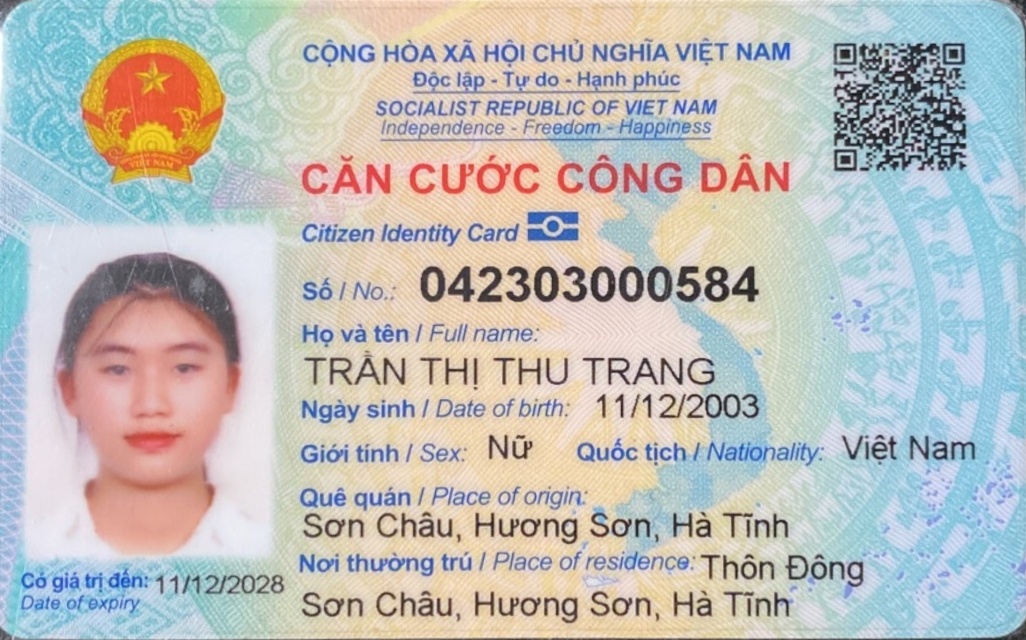 CỘNG HÒA XÃ HỘI CHỦ NGHĨA VIỆT NAM
Độc lập - Tự do - Hạnh phúc
SOCIALIST REPUBLIC OF VIET NAM
Independence - Freedom - Happiness
CĂN CƯỚC CÔNG DÂN
Citizen Identity Card
Số / No.: 042303000584
Họ và tên / Full name:
TRẦN THỊ THU TRANG
Ngày sinh / Date of birth: 11/12/2003
Giới tính / Sex: Nữ Quốc tịch / Nationality: Việt Nam
Quê quán / Place of origin:
Sơn Châu, Hương Sơn, Hà Tĩnh
Nơi thường trú / Place of residence: Thôn Đông
Sơn Châu, Hương Sơn, Hà Tĩnh
Có giá trị đến: 11/12/2028
Date of expiry
VIỆT NAM